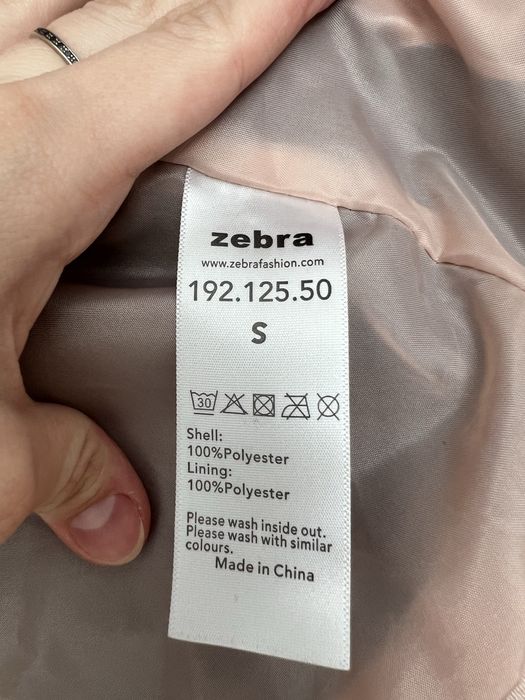 zebra
www.zebrafashion.com
192.125.50
S
30
Shell:
100%Polyester
Lining:
100%Polyester
Please wash inside out.
Please wash with similar
colours.
Made in China